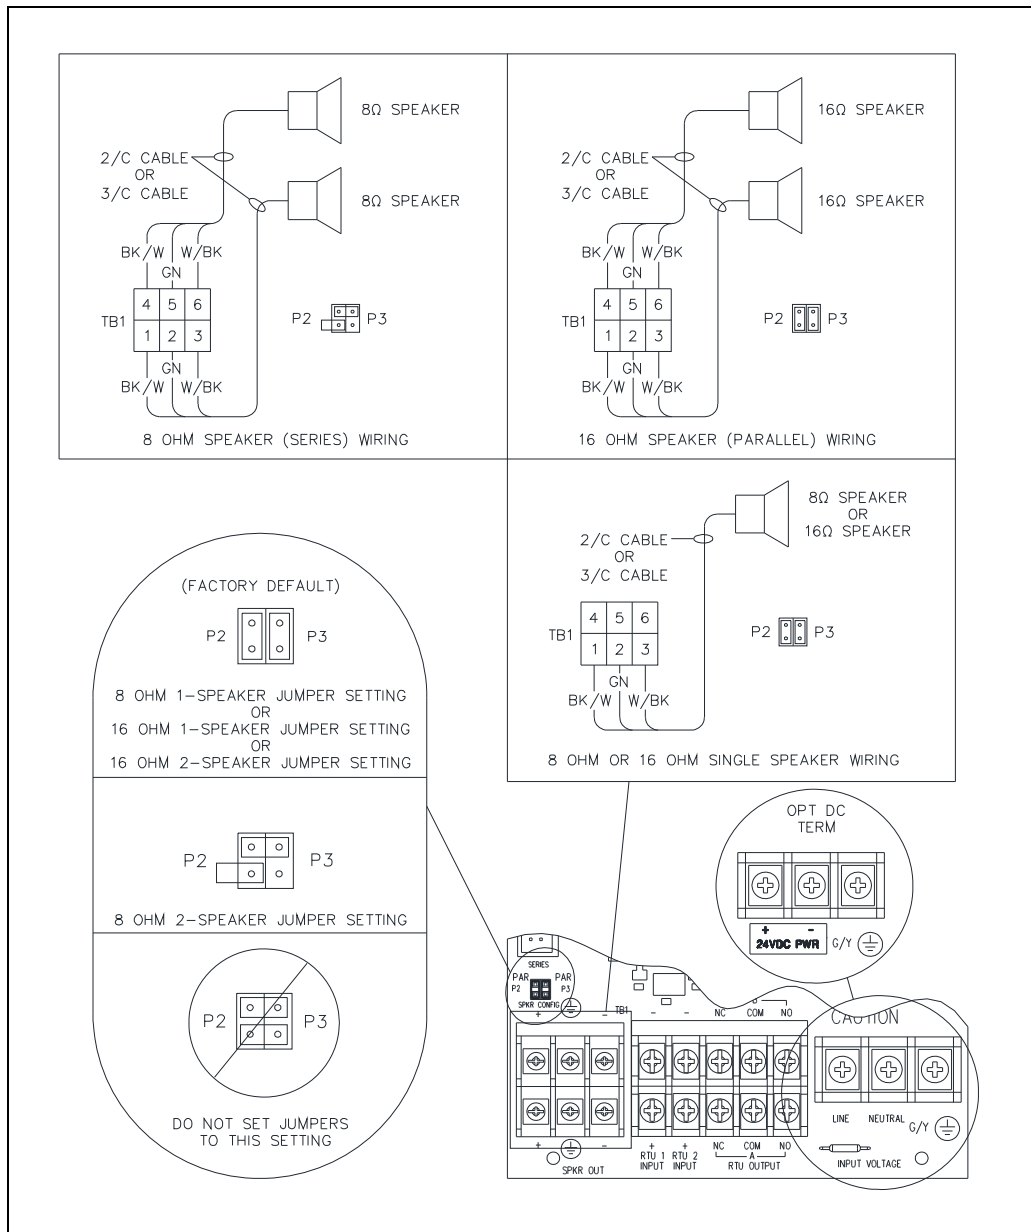 8Ω SPEAKER
2/C CABLE
OR
3/C CABLE
8Ω SPEAKER
BK/W W/BK
GN
4 5 6
TB1
1 2 3
P2 P3
GN
BK/W W/BK
8 OHM SPEAKER (SERIES) WIRING
16Ω SPEAKER
2/C CABLE
OR
3/C CABLE
16Ω SPEAKER
BK/W W/BK
GN
4 5 6
TB1
1 2 3
P2 P3
GN
BK/W W/BK
16 OHM SPEAKER (PARALLEL) WIRING
8Ω SPEAKER
OR
16Ω SPEAKER
2/C CABLE
OR
3/C CABLE
4 5 6
TB1
1 2 3
P2 P3
GN
BK/W W/BK
8 OHM OR 16 OHM SINGLE SPEAKER WIRING
(FACTORY DEFAULT)
P2 P3
8 OHM 1-SPEAKER JUMPER SETTING
OR
16 OHM 1-SPEAKER JUMPER SETTING
OR
16 OHM 2-SPEAKER JUMPER SETTING
P2 P3
8 OHM 2-SPEAKER JUMPER SETTING
P2 P3
DO NOT SET JUMPERS
TO THIS SETTING
OPT DC
TERM
+ -
24VDC PWR G/Y
SERIES
PAR PAR
P2 P3
SPKR CONFIG
+ - TB1 - - NC COM NO
CAUTION
LINE NEUTRAL G/Y
INPUT VOLTAGE
+ - + + NC COM NO
RTU 1 RTU 2 A
INPUT INPUT RTU OUTPUT
SPKR OUT